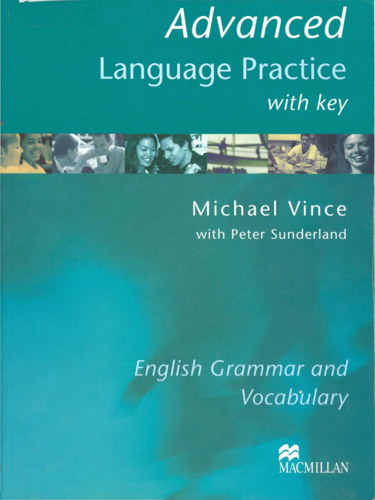 Advanced
Language Practice
with key
Michael Vince
with Peter Sunderland
English Grammar and
Vocabulary
MACMILLAN